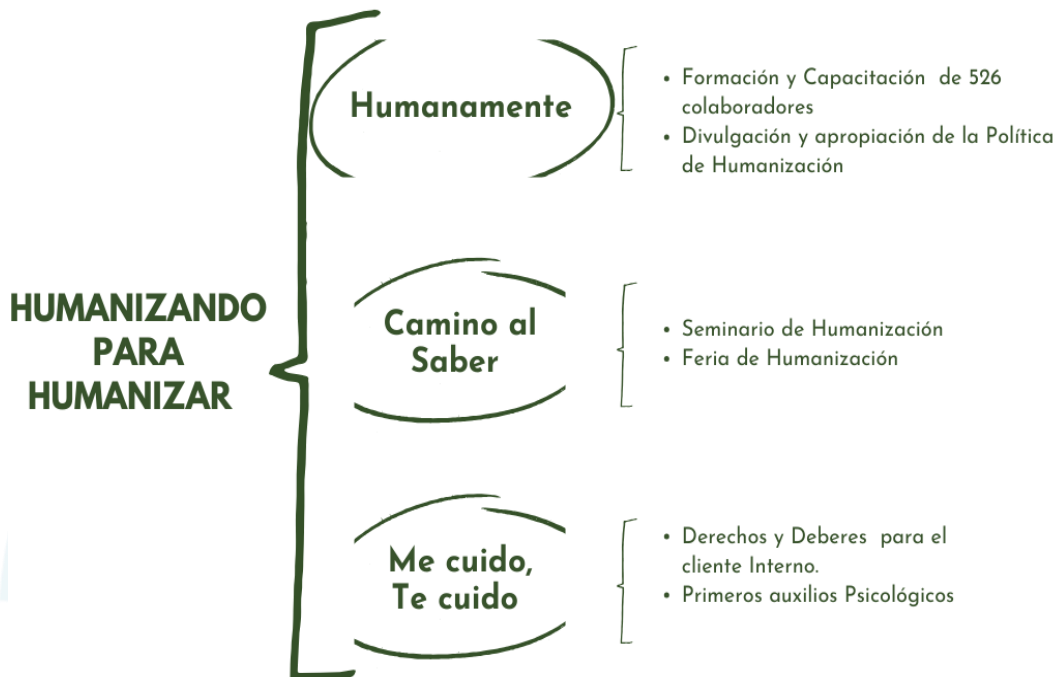 HUMANIZANDO
PARA
HUMANIZAR
Humanamente
• Formación y Capacitación de 526
colaboradores
• Divulgación y apropiación de la Política
de Humanización
Camino al
Saber
• Seminario de Humanización
• Feria de Humanización
Me cuido,
Te cuido
• Derechos y Deberes para el
cliente Interno.
• Primeros auxilios Psicológicos